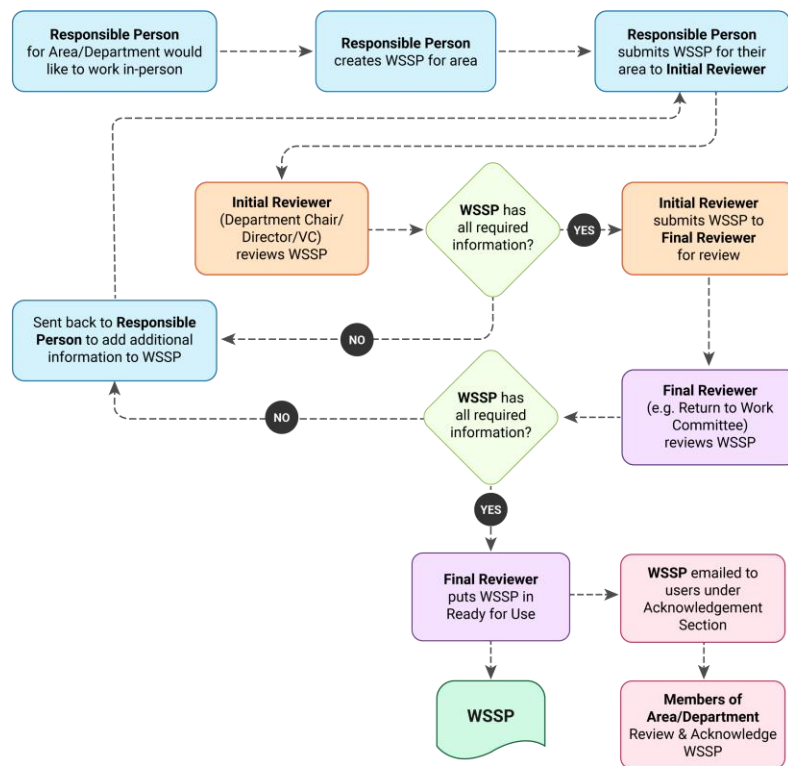 Responsible Person
for Area/Department would
like to work in-person
Responsible Person
creates WSSP for area
Responsible Person
submits WSSP for their
area to Initial Reviewer
Initial Reviewer
(Department Chair/
Director/VC)
reviews WSSP
WSSP has
all required
information?
YES
Initial Reviewer
submits WSSP to
Final Reviewer
for review
Sent back to Responsible
Person to add additional
information to WSSP
NO
Final Reviewer
(e.g. Return to Work
Committee)
reviews WSSP
WSSP has
all required
information?
NO
YES
Final Reviewer
puts WSSP in
Ready for Use
WSSP emailed to
users under
Acknowledgement
Section
WSSP
Members of
Area/Department
Review & Acknowledge
WSSP